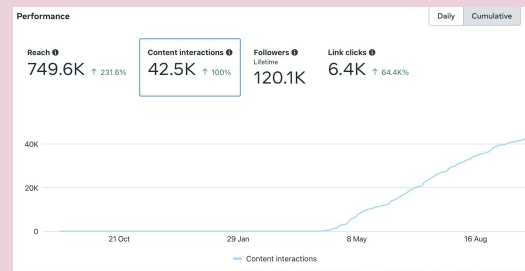 Performance
Daily Cumulative
Reach
749.6K ↑ 231.6%
Content interactions
42.5K ↑ 100%
Followers
Lifetime
120.1K
Link clicks
6.4K ↑ 64.4K%
40K
20K
0
21 Oct 29 Jan 8 May 16 Aug
Content interactions